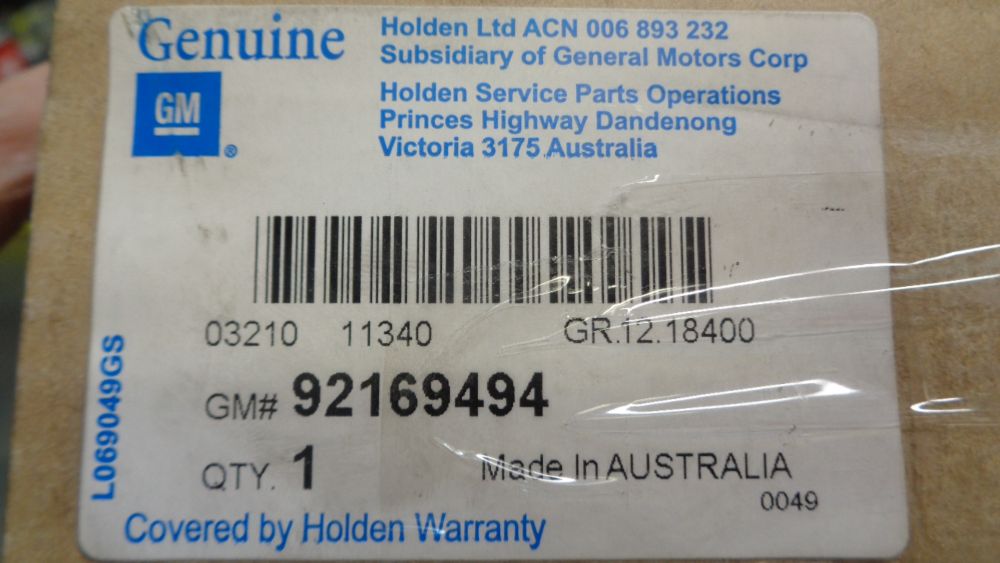 Genuine
GM
®
Holden Ltd ACN 006 893 232
Subsidiary of General Motors Corp
Holden Service Parts Operations
Princes Highway Dandenong
Victoria 3175 Australia
03210 11340 GR.12.18400
GM# 92169494
QTY. 1 Made In AUSTRALIA
0049
Covered by Holden Warranty
L069049GS